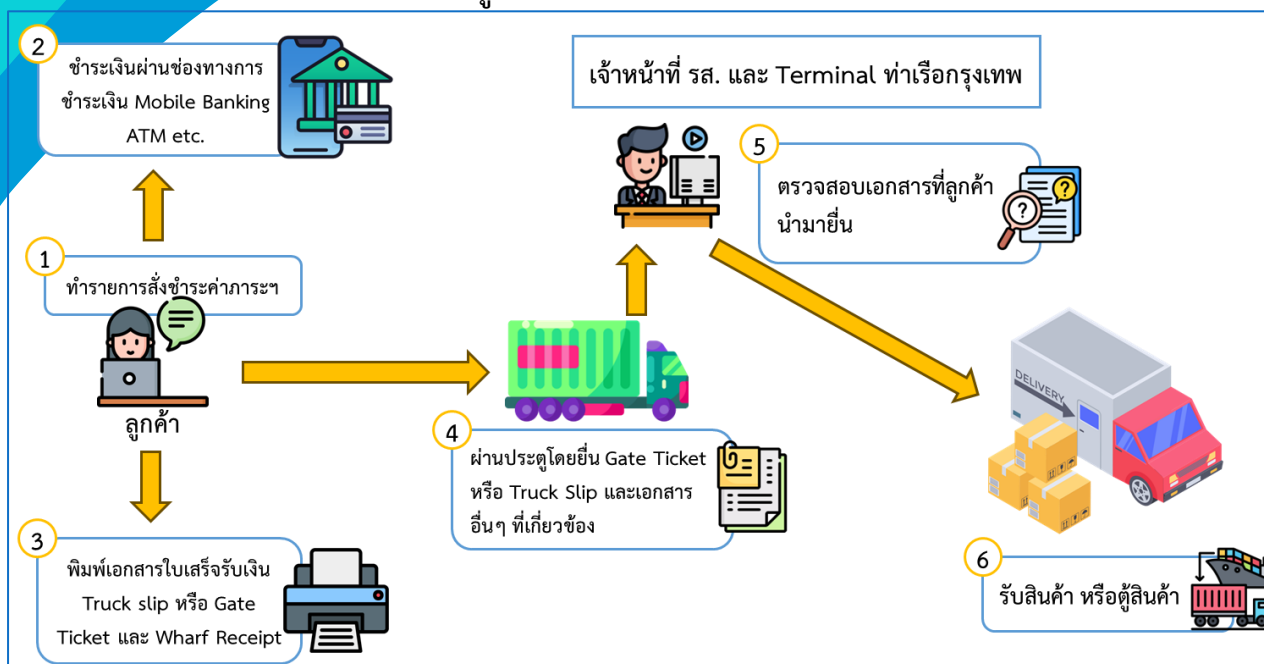 2
ชำระเงินผ่านช่องทางการ
ชำระเงิน Mobile Banking
ATM etc.
เจ้าหน้าที่ รส. และ Terminal ท่าเรือกรุงเทพ
5
ตรวจสอบเอกสารที่ลูกค้า
นำมายื่น
1
ทำรายการสั่งชำระค่าภาระฯ
ลูกค้า
4
ผ่านประตูโดยยื่น Gate Ticket
หรือ Truck Slip และเอกสาร
อื่นๆ ที่เกี่ยวข้อง
DELIVERY
3
พิมพ์เอกสารใบเสร็จรับเงิน
Truck slip หรือ Gate
Ticket และ Wharf Receipt
6
รับสินค้า หรือตู้สินค้า